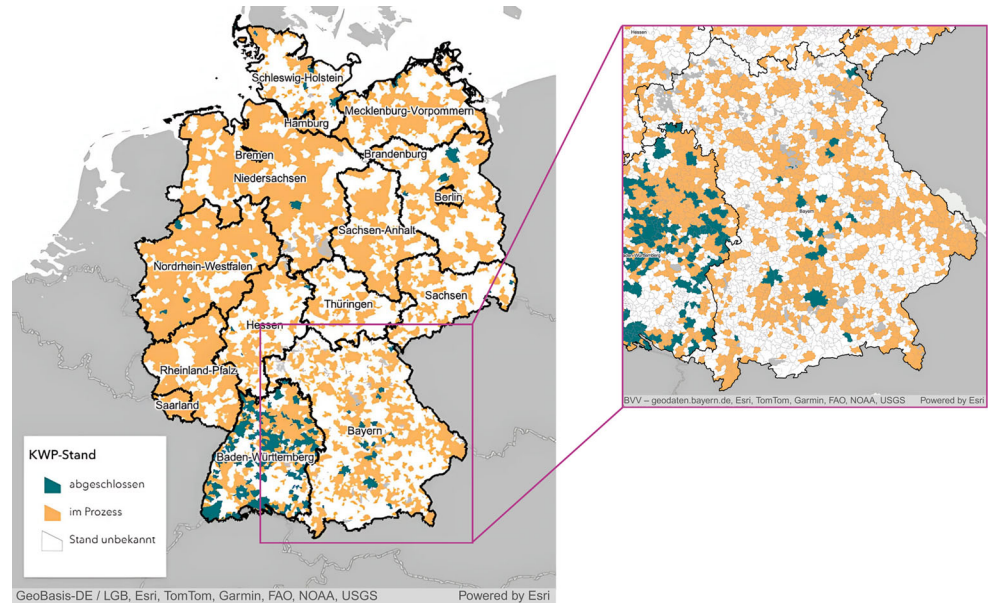 Schleswig-Holstein
Mecklenburg-Vorpommern
Hamburg
Bremen
Brandenburg
Niedersachsen
Berlin
Sachsen-Anhalt
Nordrhein-Westfalen
Sachsen
Thüringen
Hessen
Rheinland-Pfalz
Saarland
Bayern
Baden-Württemberg
KWP-Stand
abgeschlossen
im Prozess
Stand unbekannt
GeoBasis-DE / LGB, Esri, TomTom, Garmin, FAO, NOAA, USGS Powered by Esri
Hessen
Bayern
BVV – geodaten.bayern.de, Esri, TomTom, Garmin, FAO, NOAA, USGS Powered by Esri